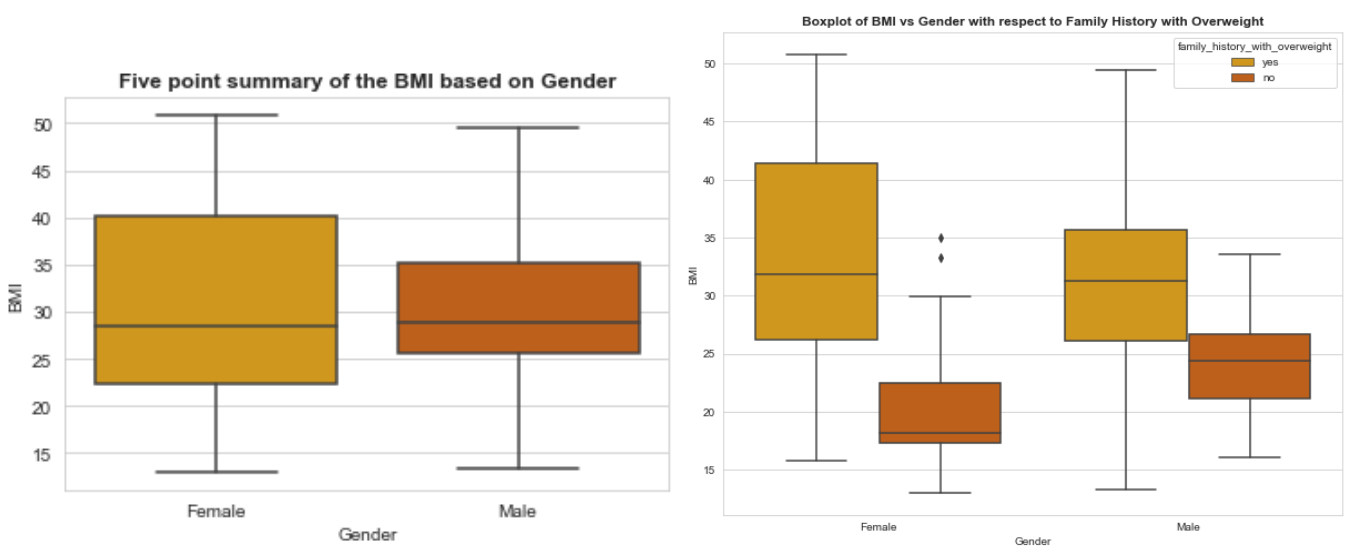 Five point summary of the BMI based on Gender
50
45
40
35
30
25
20
15
BMI
Female
Male
Gender
Boxplot of BMI vs Gender with respect to Family History with Overweight
family_history_with_overweight
yes
no
50
45
40
35
30
25
20
15
BMI
Female
Male
Gender